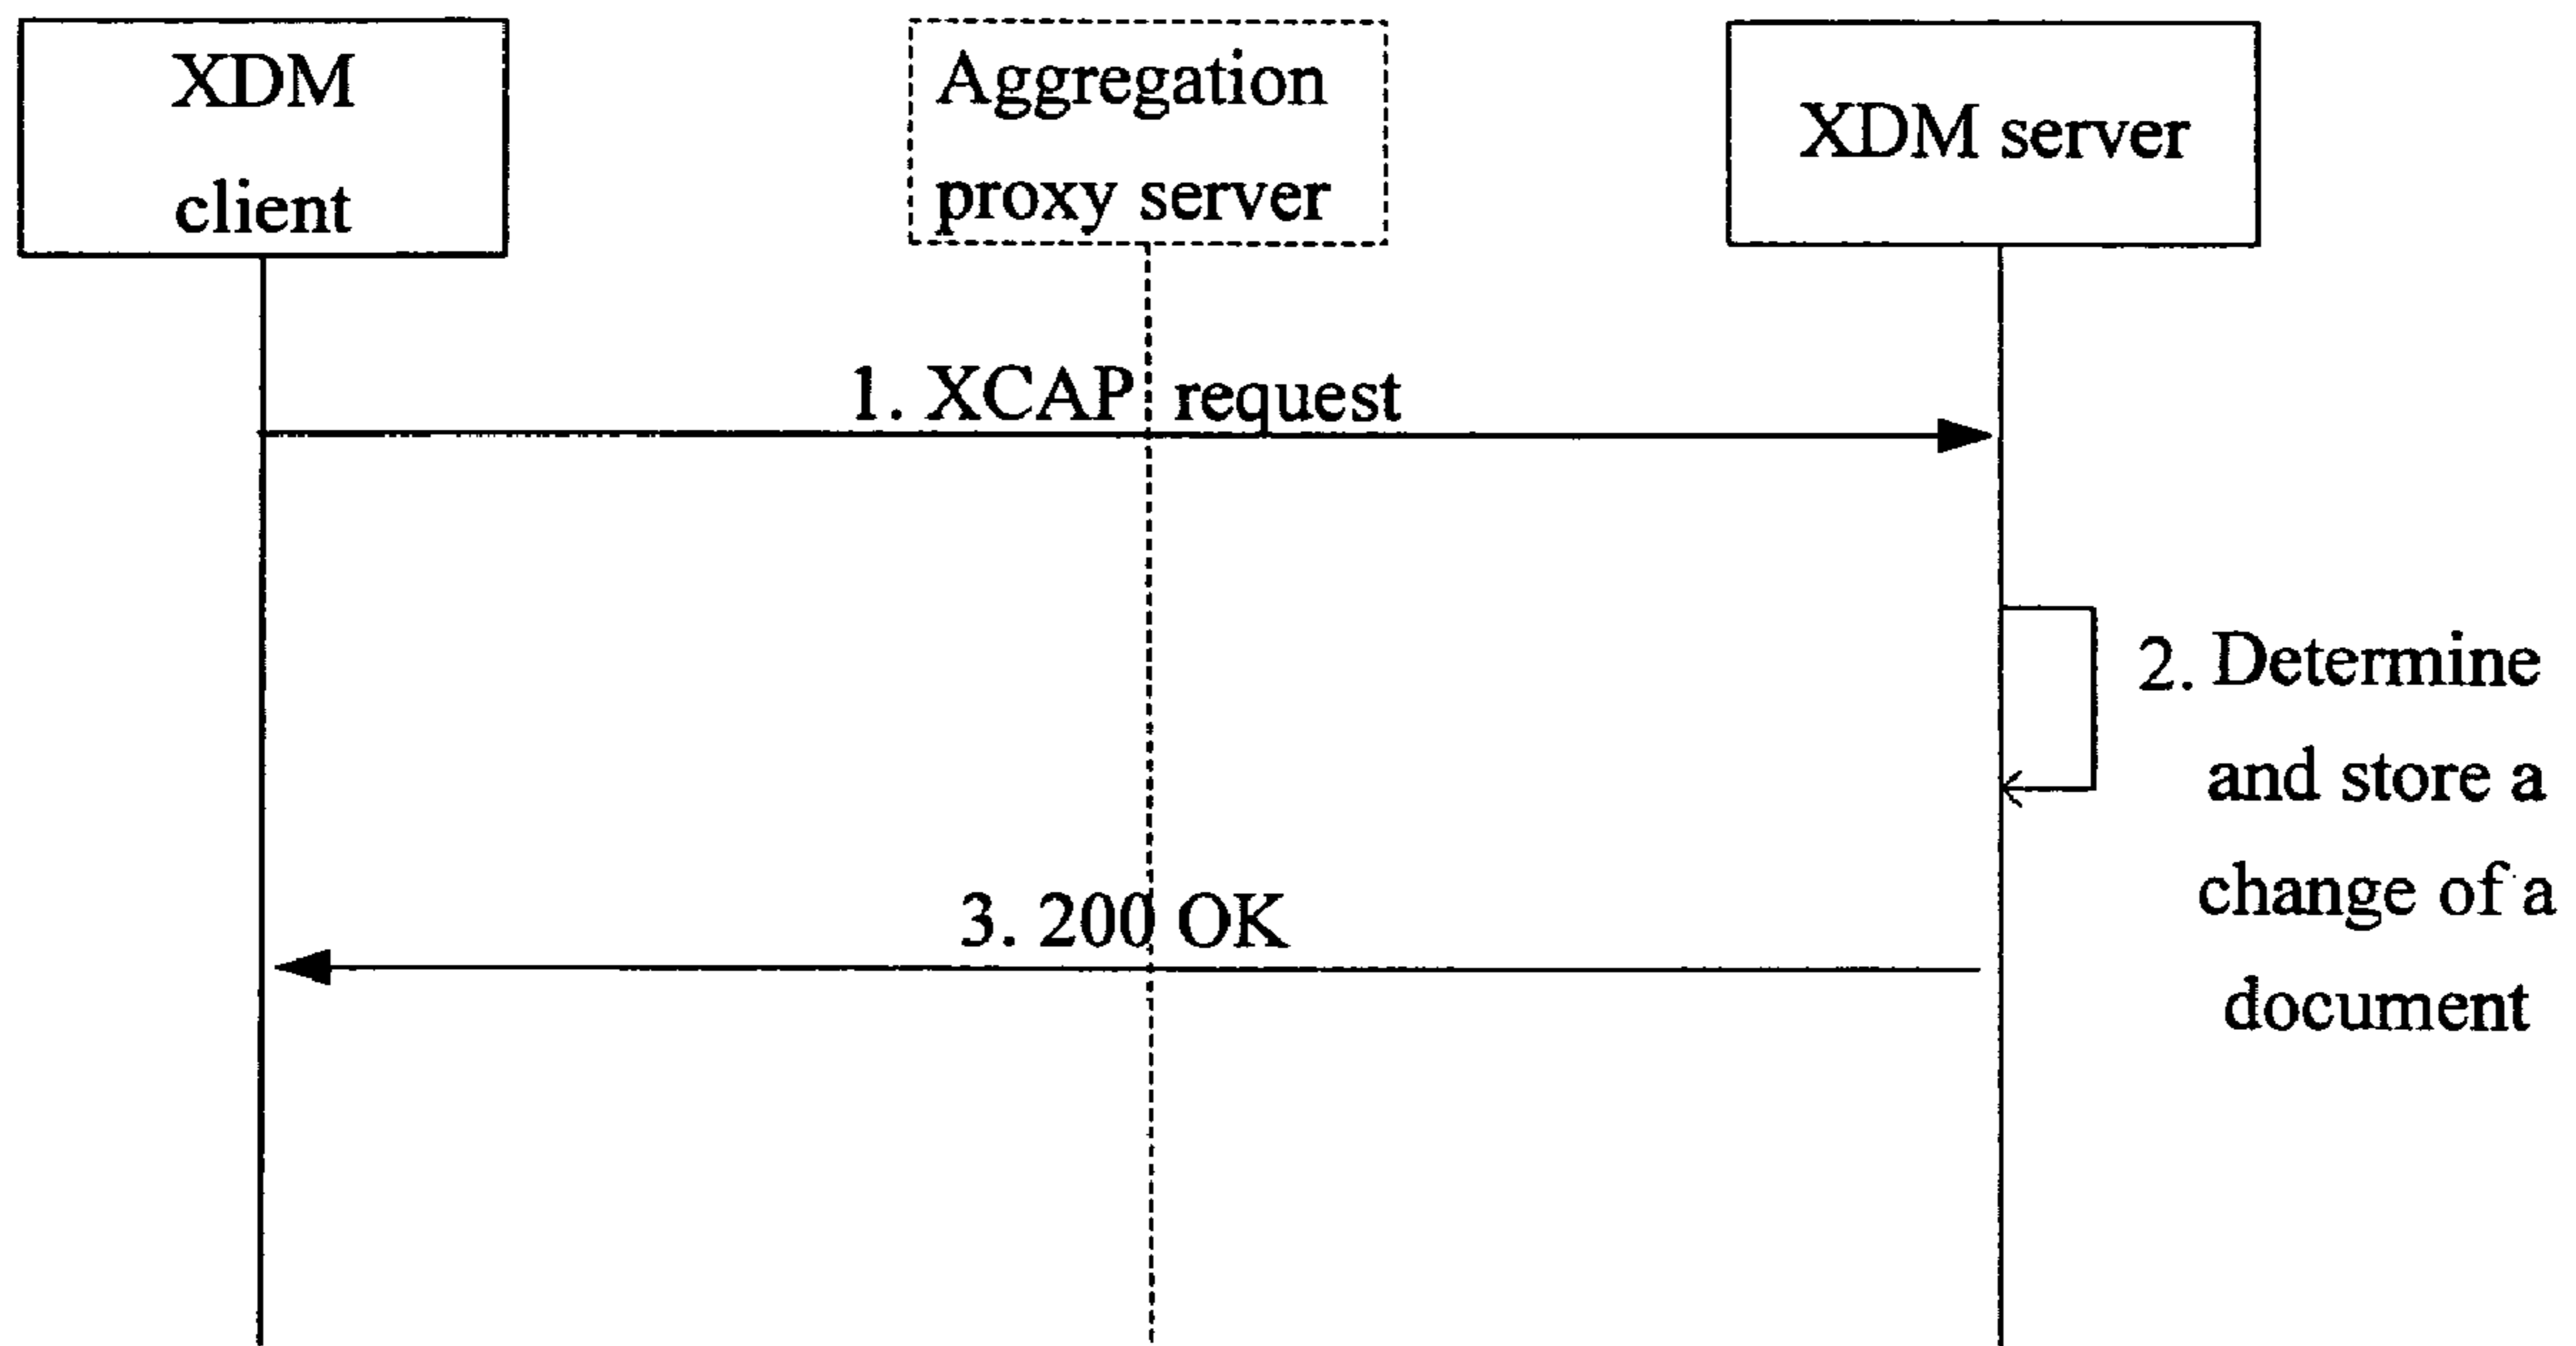 XDM
client
Aggregation
proxy server
XDM server
1. XCAP request
2. Determine
and store a
change of a
document
3. 200 OK